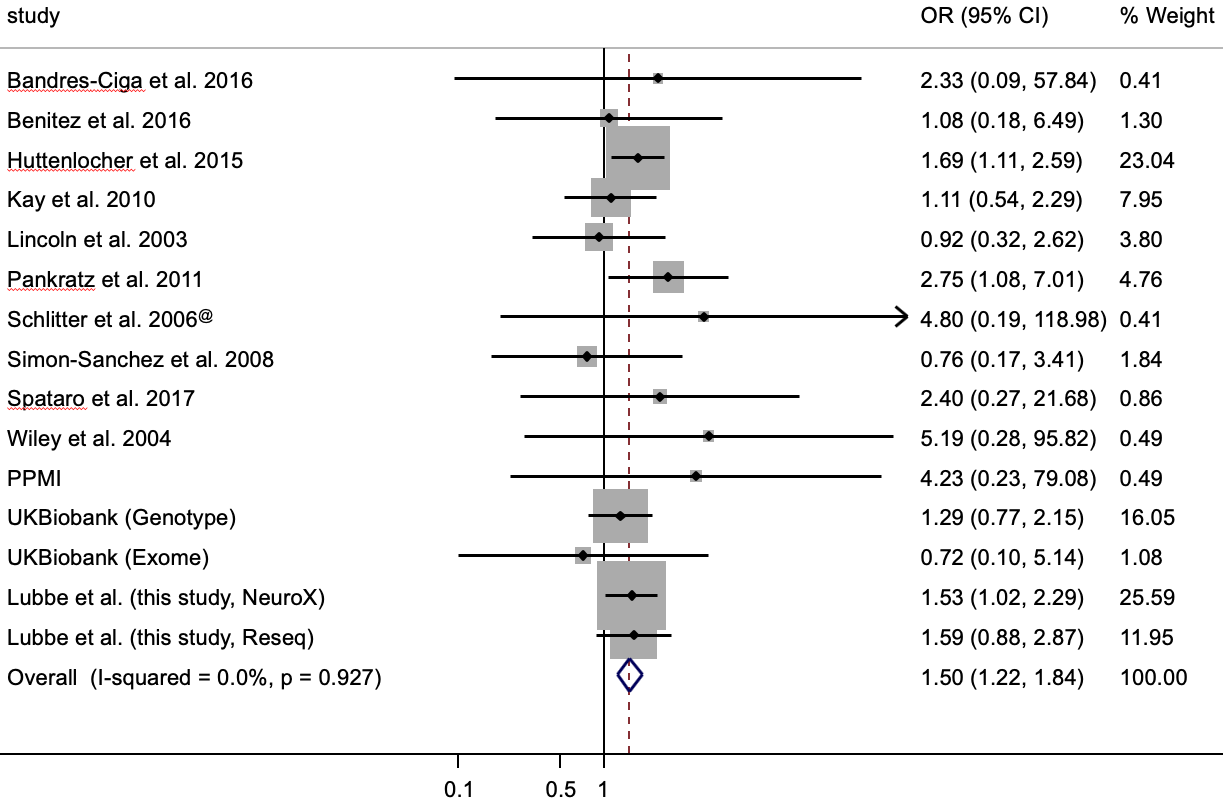 study OR (95% CI) % Weight
Bandres-Ciga et al. 2016 2.33 (0.09, 57.84) 0.41
Benitez et al. 2016 1.08 (0.18, 6.49) 1.30
Huttenlocher et al. 2015 1.69 (1.11, 2.59) 23.04
Kay et al. 2010 1.11 (0.54, 2.29) 7.95
Lincoln et al. 2003 0.92 (0.32, 2.62) 3.80
Pankratz et al. 2011 2.75 (1.08, 7.01) 4.76
Schlitter et al. 2006@ 4.80 (0.19, 118.98) 0.41
Simon-Sanchez et al. 2008 0.76 (0.17, 3.41) 1.84
Spataro et al. 2017 2.40 (0.27, 21.68) 0.86
Wiley et al. 2004 5.19 (0.28, 95.82) 0.49
PPMI 4.23 (0.23, 79.08) 0.49
UKBiobank (Genotype) 1.29 (0.77, 2.15) 16.05
UKBiobank (Exome) 0.72 (0.10, 5.14) 1.08
Lubbe et al. (this study, NeuroX) 1.53 (1.02, 2.29) 25.59
Lubbe et al. (this study, Reseq) 1.59 (0.88, 2.87) 11.95
Overall (I-squared = 0.0%, p = 0.927) 1.50 (1.22, 1.84) 100.00
0.1 0.5 1